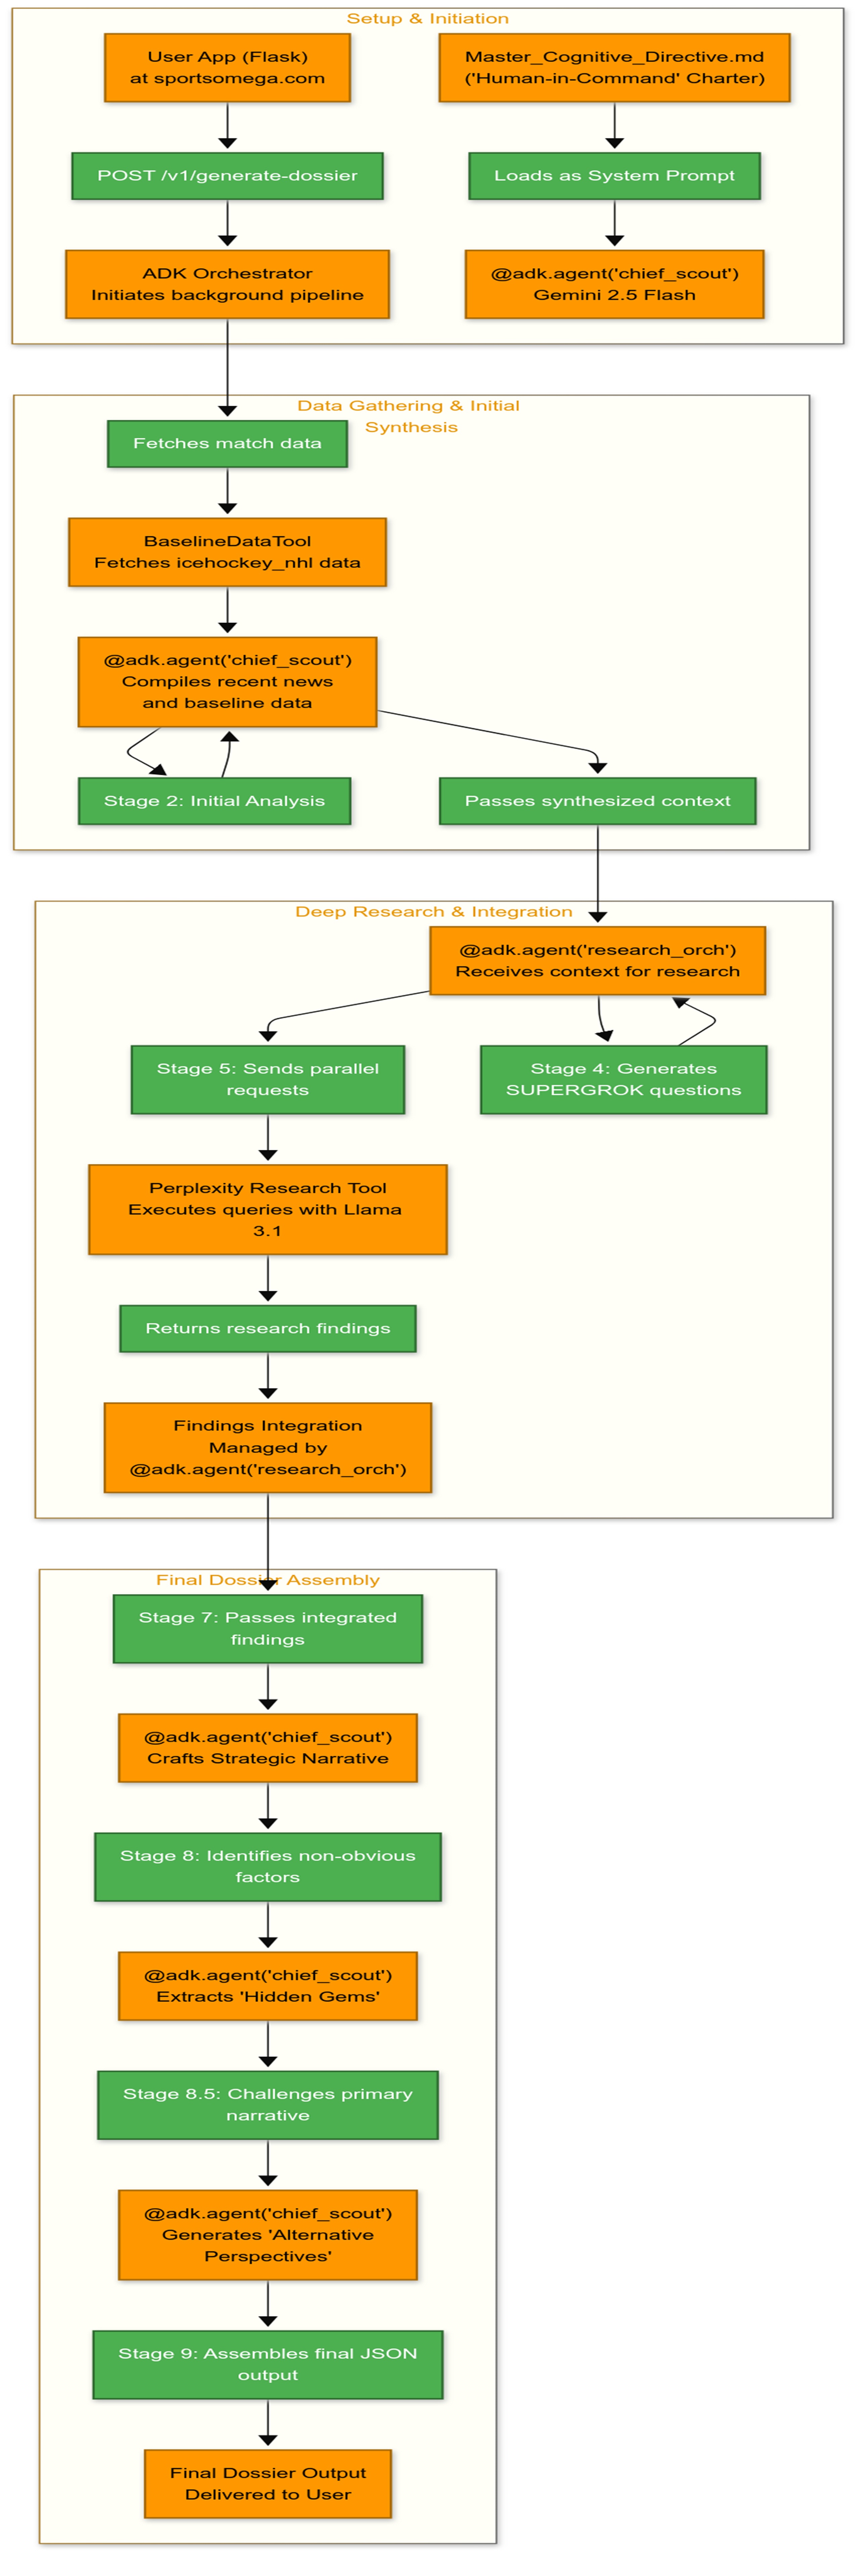 Setup & Initiation
User App (Flask)
at sportsomega.com
Master_Cognitive_Directive.md
('Human-in-Command' Charter)
POST /v1/generate-dossier
Loads as System Prompt
ADK Orchestrator
Initiates background pipeline
@adk.agent('chief_scout')
Gemini 2.5 Flash
Data Gathering & Initial
Synthesis
Fetches match data
BaselineDataTool
Fetches icehockey_nhl data
@adk.agent('chief_scout')
Compiles recent news
and baseline data
Stage 2: Initial Analysis
Passes synthesized context
Deep Research & Integration
@adk.agent('research_orch')
Receives context for research
Stage 5: Sends parallel
requests
Stage 4: Generates
SUPERGROK questions
Perplexity Research Tool
Executes queries with Llama
3.1
Returns research findings
Findings Integration
Managed by
@adk.agent('research_orch')
Final Dossier Assembly
Stage 7: Passes integrated
findings
@adk.agent('chief_scout')
Crafts Strategic Narrative
Stage 8: Identifies non-obvious
factors
@adk.agent('chief_scout')
Extracts 'Hidden Gems'
Stage 8.5: Challenges primary
narrative
@adk.agent('chief_scout')
Generates 'Alternative
Perspectives'
Stage 9: Assembles final JSON
output
Final Dossier Output
Delivered to User